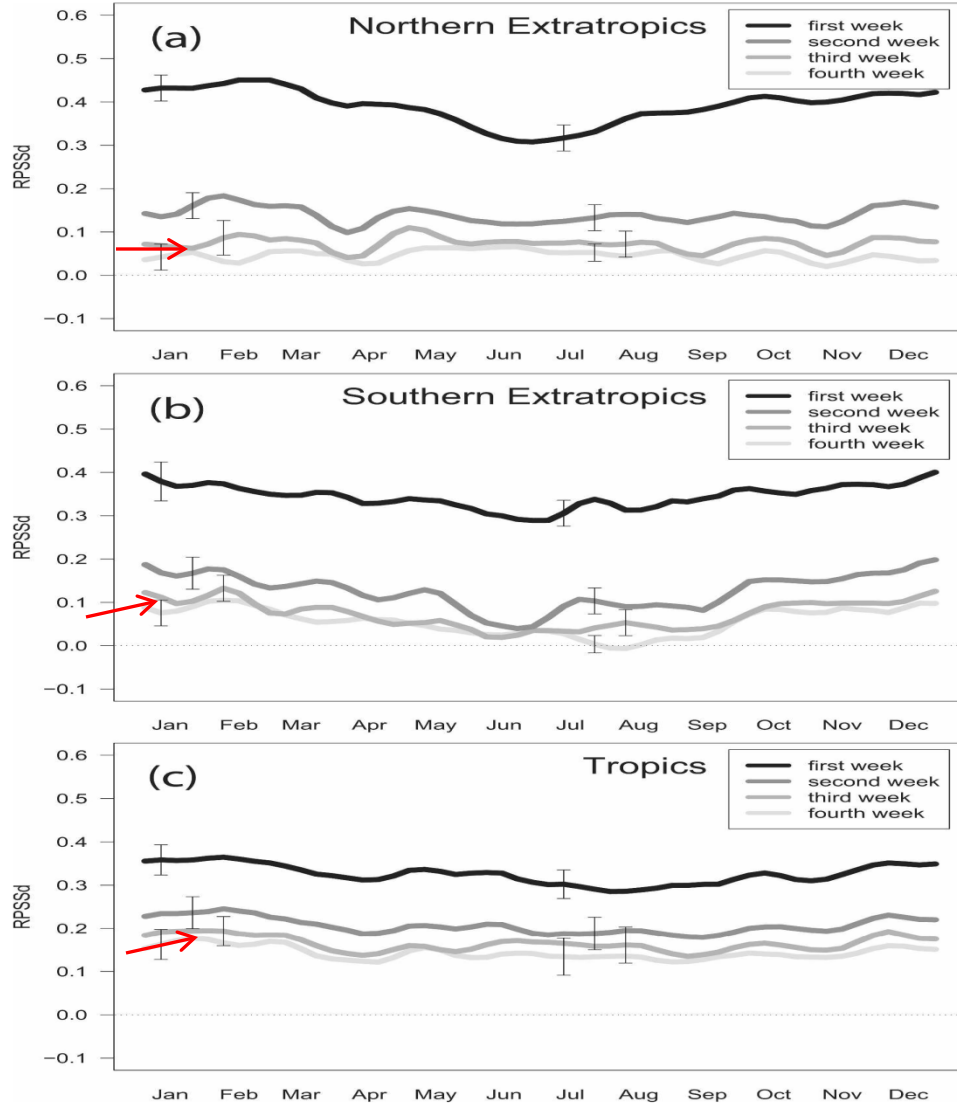 (a) Northern Extratropics
first week
second week
third week
fourth week
RPSSd
0.6
0.5
0.4
0.3
0.2
0.1
0.0
−0.1
Jan Feb Mar Apr May Jun Jul Aug Sep Oct Nov Dec
(b) Southern Extratropics
first week
second week
third week
fourth week
RPSSd
0.6
0.5
0.4
0.3
0.2
0.1
0.0
−0.1
Jan Feb Mar Apr May Jun Jul Aug Sep Oct Nov Dec
(c) Tropics
first week
second week
third week
fourth week
RPSSd
0.6
0.5
0.4
0.3
0.2
0.1
0.0
−0.1
Jan Feb Mar Apr May Jun Jul Aug Sep Oct Nov Dec